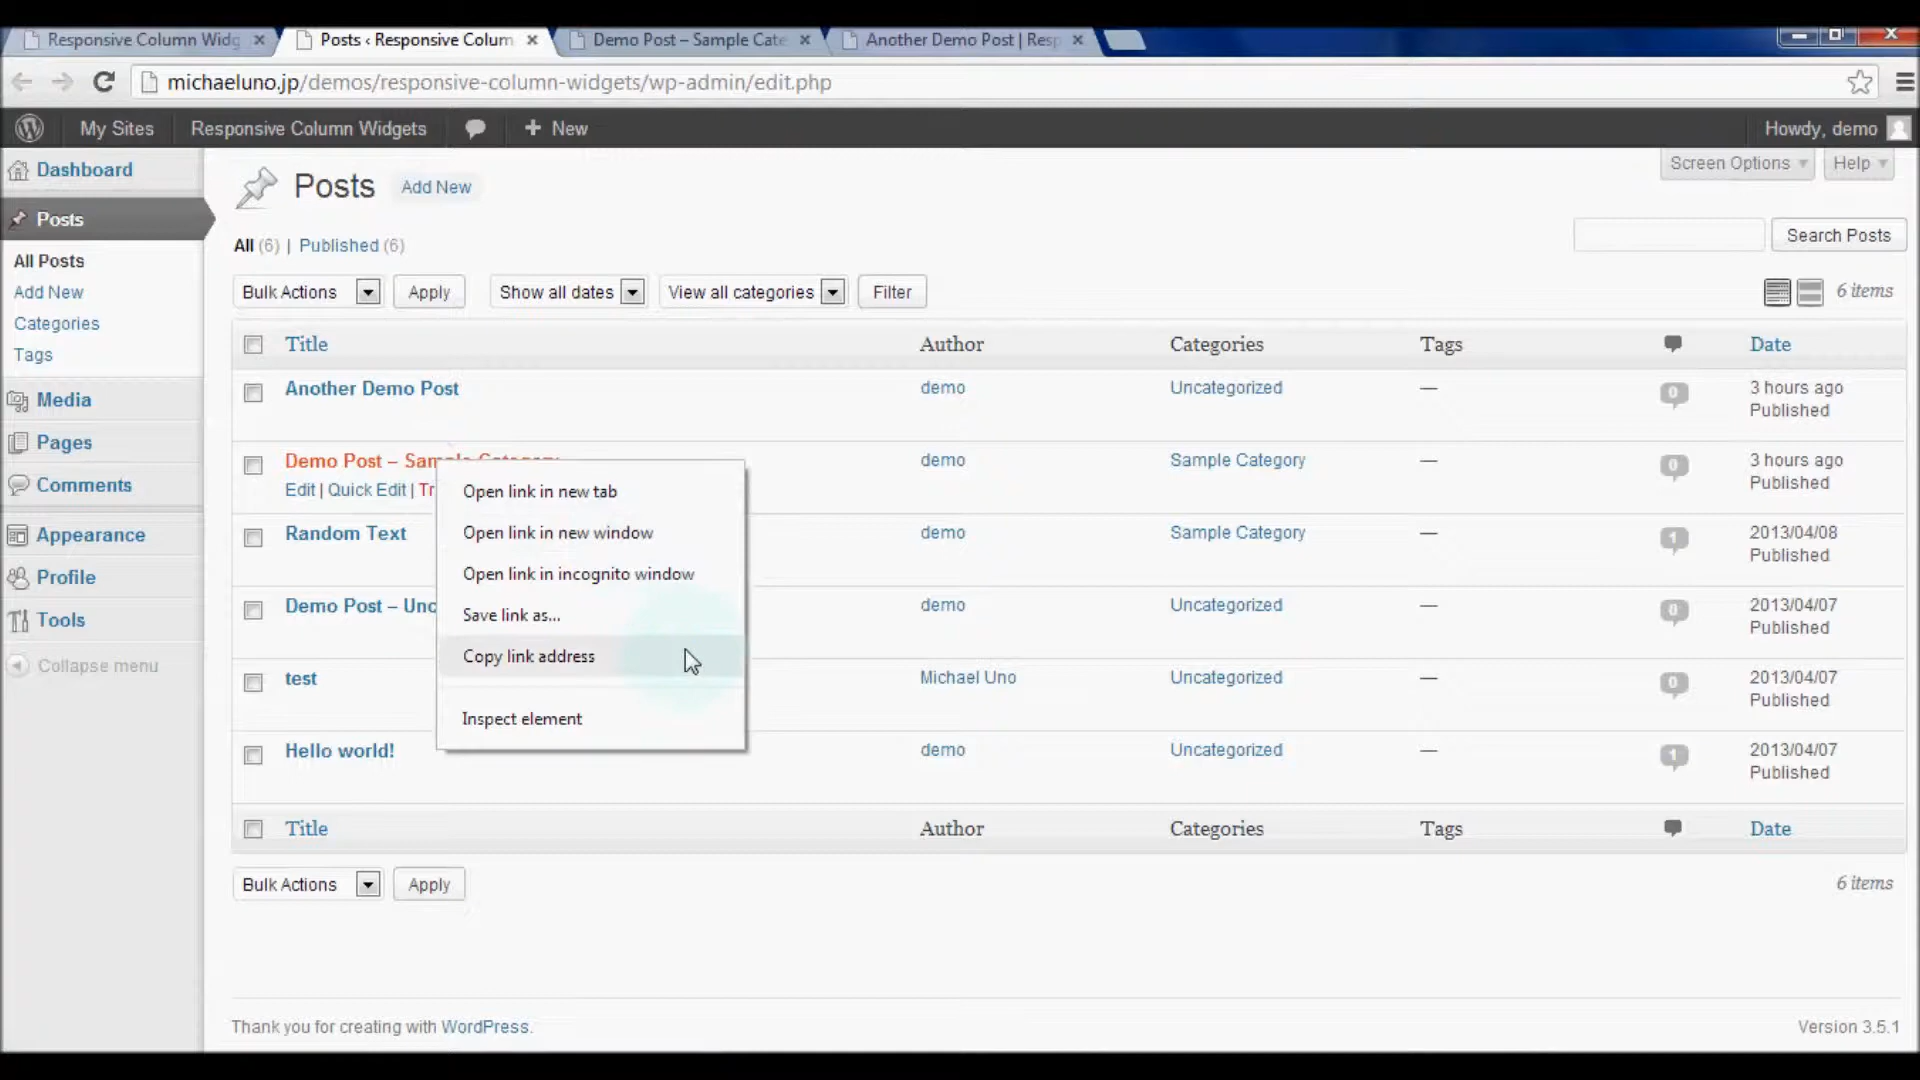 Responsive Column Widg
Posts ‹ Responsive Colum
Demo Post – Sample Cate
Another Demo Post | Resp
michaeluno.jp/demos/responsive-column-widgets/wp-admin/edit.php
My Sites
Responsive Column Widgets
New
Howdy, demo
Dashboard
Posts
All Posts
Add New
Categories
Tags
Media
Pages
Comments
Appearance
Profile
Tools
Collapse menu
Posts
Add New
Screen Options
Help
All (6) | Published (6)
Search Posts
Bulk Actions
Apply
Show all dates
View all categories
Filter
6 items
Title Author Categories Tags Date
Another Demo Post demo Uncategorized — 0 3 hours ago
Published
Demo Post – Sample Category demo Sample Category — 0 3 hours ago
Edit | Quick Edit | Tr Published
Random Text demo Sample Category — 1 2013/04/08
Published
Demo Post – Unc demo Uncategorized — 0 2013/04/07
Published
test Michael Uno Uncategorized — 0 2013/04/07
Published
Hello world! demo Uncategorized — 1 2013/04/07
Published
Open link in new tab
Open link in new window
Open link in incognito window
Save link as...
Copy link address
Inspect element
Title Author Categories Tags Date
Bulk Actions
Apply
6 items
Thank you for creating with WordPress.
Version 3.5.1